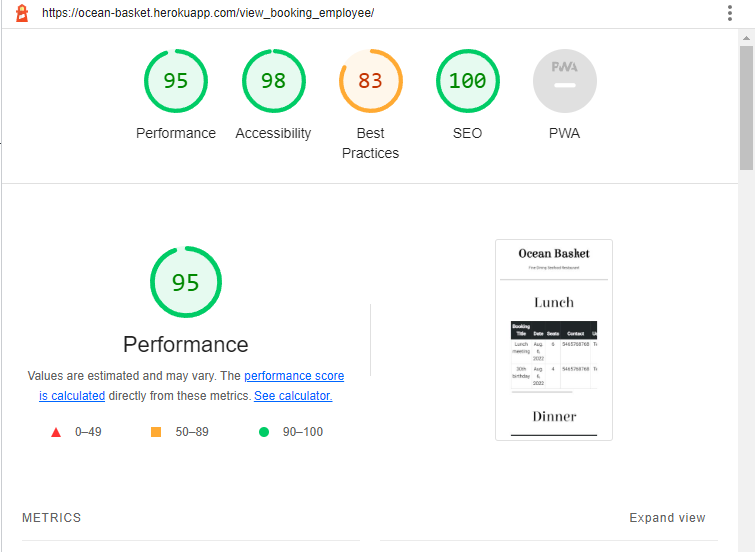 https://ocean-basket.herokuapp.com/view_booking_employee/
95
98
83
100
PWA
Performance
Accessibility
Best
Practices
SEO
PWA
95
Performance
Values are estimated and may vary. The performance score
is calculated directly from these metrics. See calculator.
0–49
50–89
90–100
Ocean Basket
Fine Dining Seafood Restaurant
Lunch
Booking
Title Date Seats Contact
Lunch
meeting Aug. 6, 2022 6 5465768768
30th
birthday Aug. 6, 2022 4 5465768768
Dinner
METRICS
Expand view